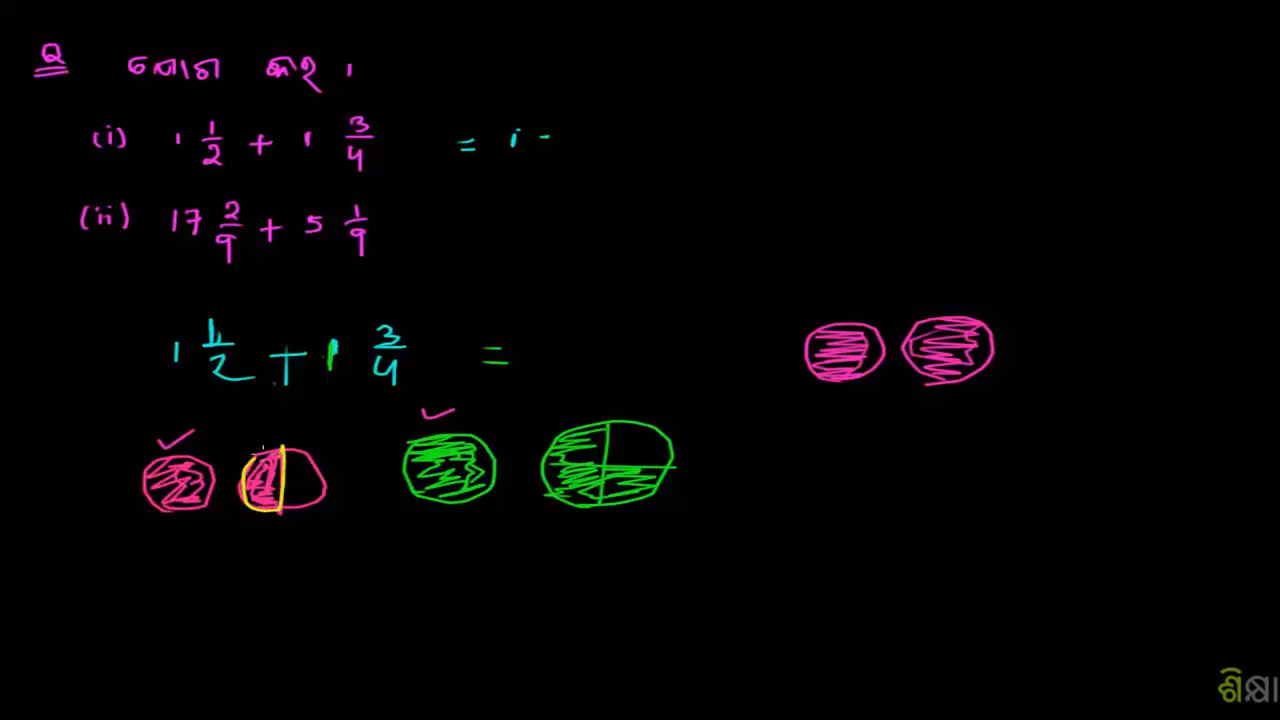 Q ଯୋଗ କର ।
(i) 1 1/2 + 1 3/4 = 1 -
(ii) 17 2/9 + 5 1/9
1 1/2 + 1 3/4 =
ଶିକ୍ଷା